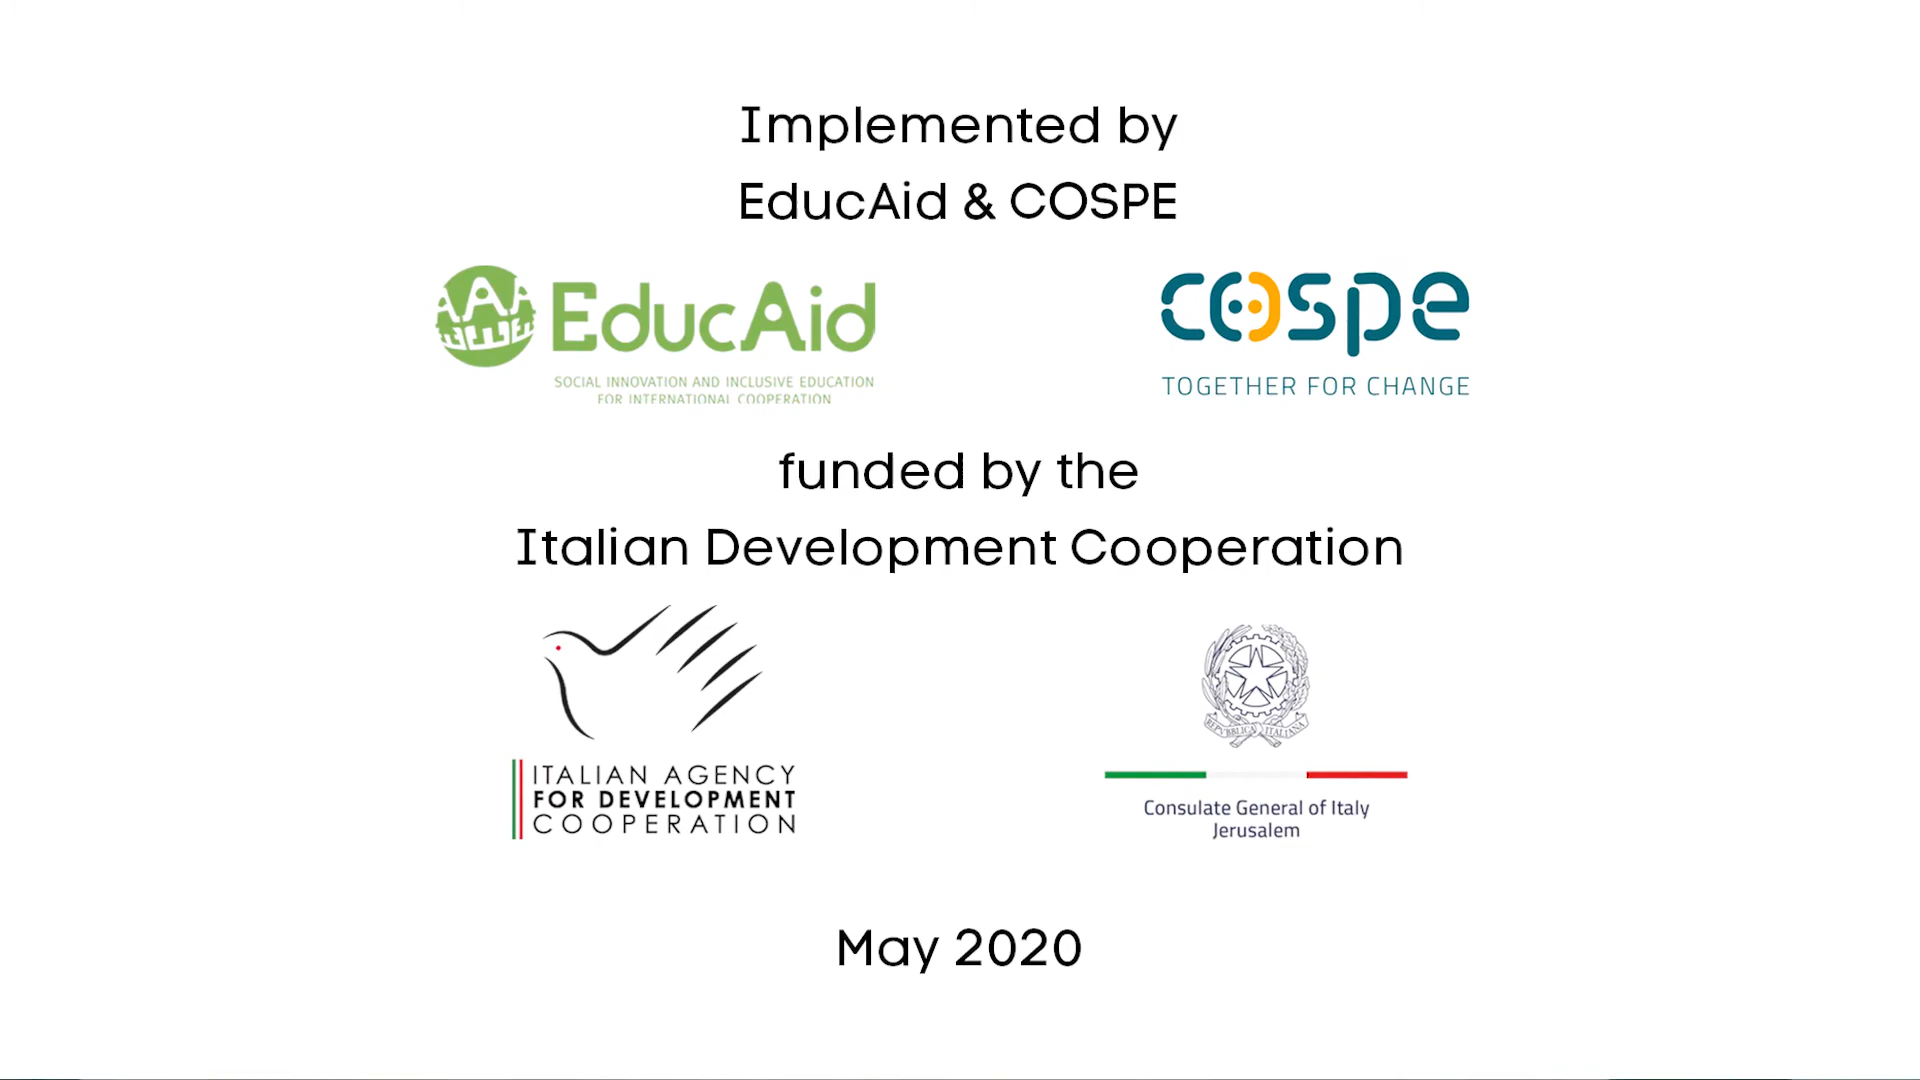 Implemented by
EducAid & COSPE
EducAid
SOCIAL INNOVATION AND INCLUSIVE EDUCATION
FOR INTERNATIONAL COOPERATION
cospe
TOGETHER FOR CHANGE
funded by the
Italian Development Cooperation
ITALIAN AGENCY
FOR DEVELOPMENT
COOPERATION
REPVBBLICA ITALIANA
Consulate General of Italy
Jerusalem
May 2020